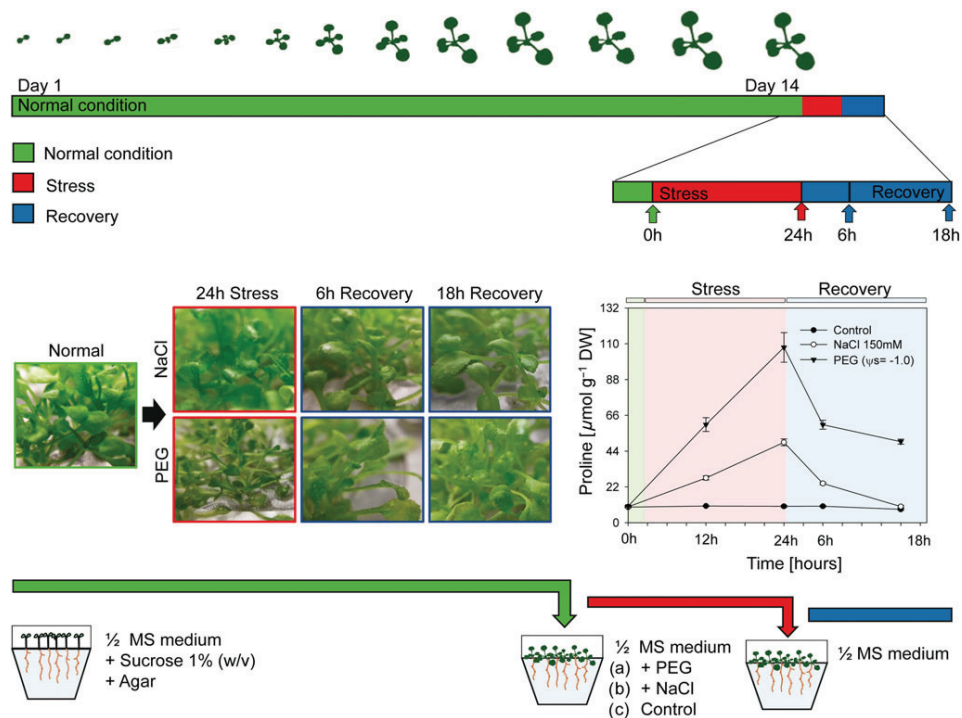 Day 1
Day 14
Normal condition
Normal condition
Stress
Recovery
Stress
Recovery
0h
24h
6h
18h
24h Stress
6h Recovery
18h Recovery
Normal
NaCl
PEG
Stress
Recovery
132
110
88
66
44
22
0
Proline [µmol g⁻¹ DW]
Control
NaCl 150mM
PEG (ψs= -1.0)
0h
12h
24h
6h
18h
Time [hours]
½ MS medium
+ Sucrose 1% (w/v)
+ Agar
½ MS medium
(a) + PEG
(b) + NaCl
(c) Control
½ MS medium